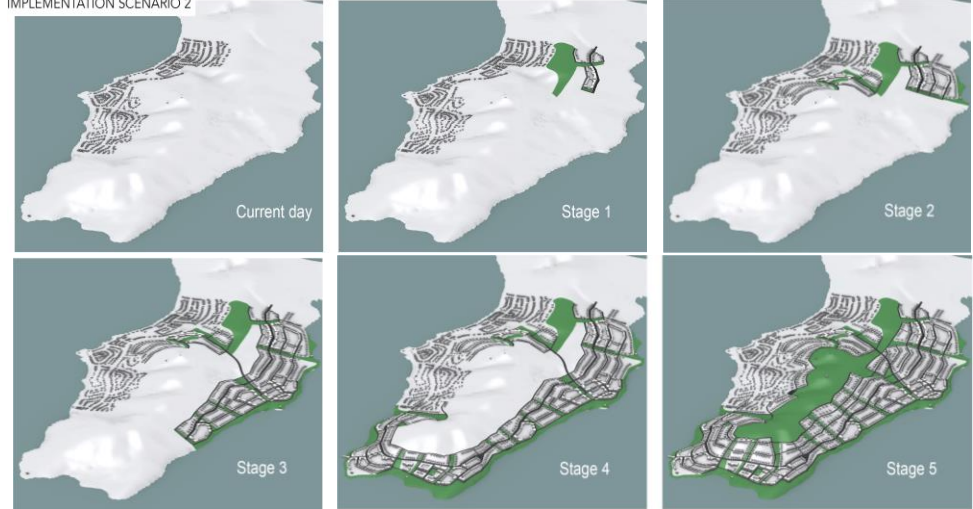 IMPLEMENTATION SCENARIO 2
Current day
Stage 1
Stage 2
Stage 3
Stage 4
Stage 5